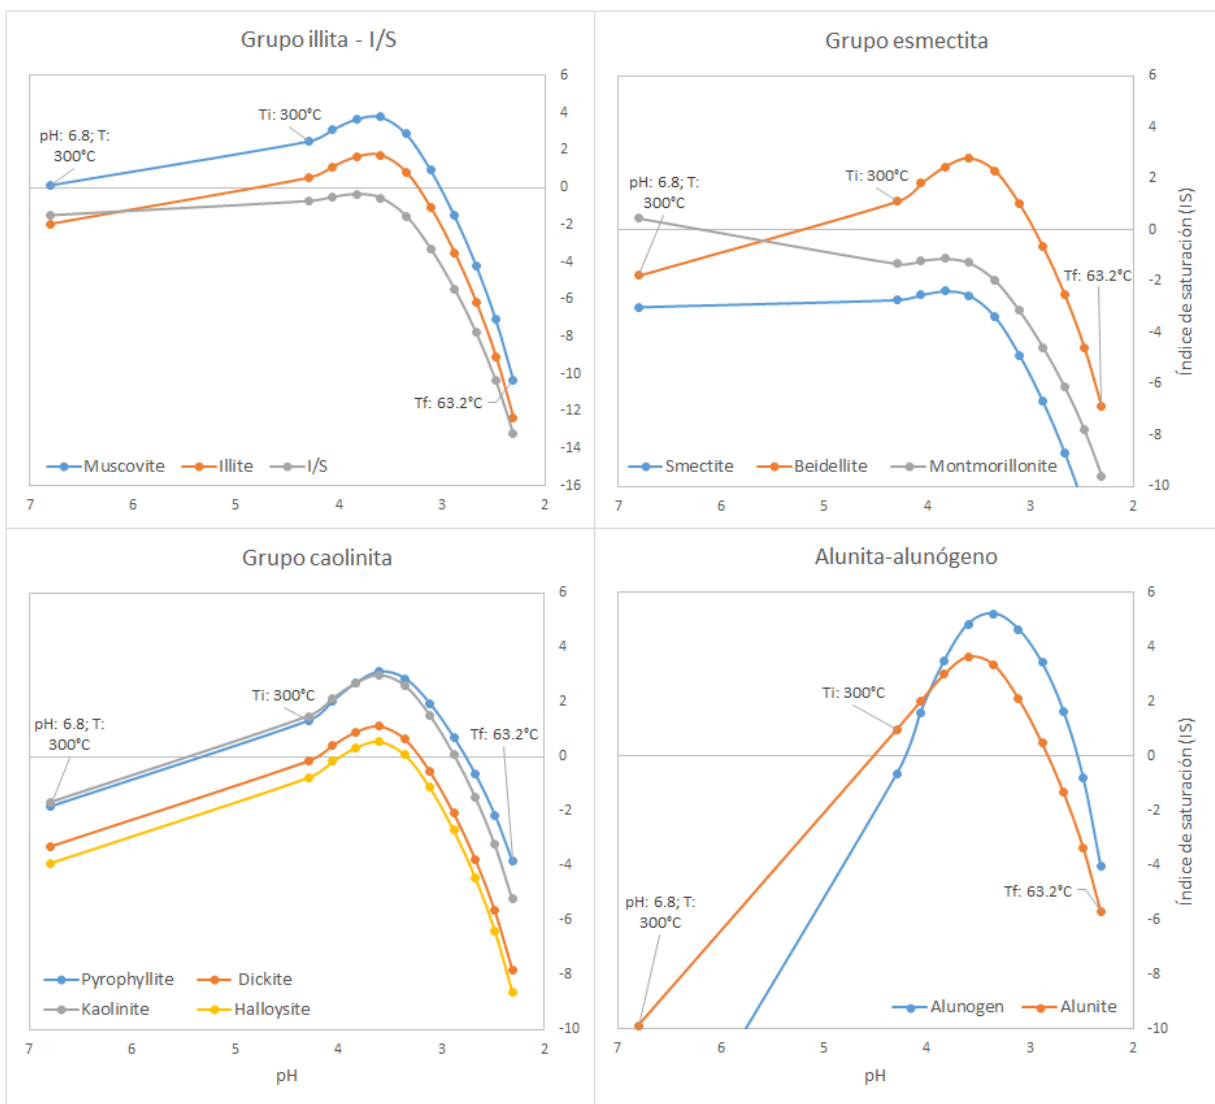 Grupo illita - I/S
6
4
2
0
-2
-4
-6
-8
-10
-12
-14
-16
pH: 6.8; T:
300°C
Ti: 300°C
Tf: 63.2°C
Muscovite Illite I/S
7 5 4 3 2
Grupo esmectita
6
4
2
0
-2
-4
-6
-8
-10
Índice de saturación (IS)
pH: 6.8; T:
300°C
Ti: 300°C
Tf: 63.2°C
Smectite Beidellite Montmorillonite
7 5 4 3 2
Grupo caolinita
6
4
2
0
-2
-4
-6
-8
-10
pH: 6.8; T:
300°C
Ti: 300°C
Tf: 63.2°C
Pyrophyllite Dickite
Kaolinite Halloysite
7 5 4 3 2
pH
Alunita-alunógeno
6
4
2
0
-2
-4
-6
-8
-10
Índice de saturación (IS)
Ti: 300°C
pH: 6.8; T:
300°C
Tf: 63.2°C
Alunogen Alunite
7 6 5 4 3 2
pH